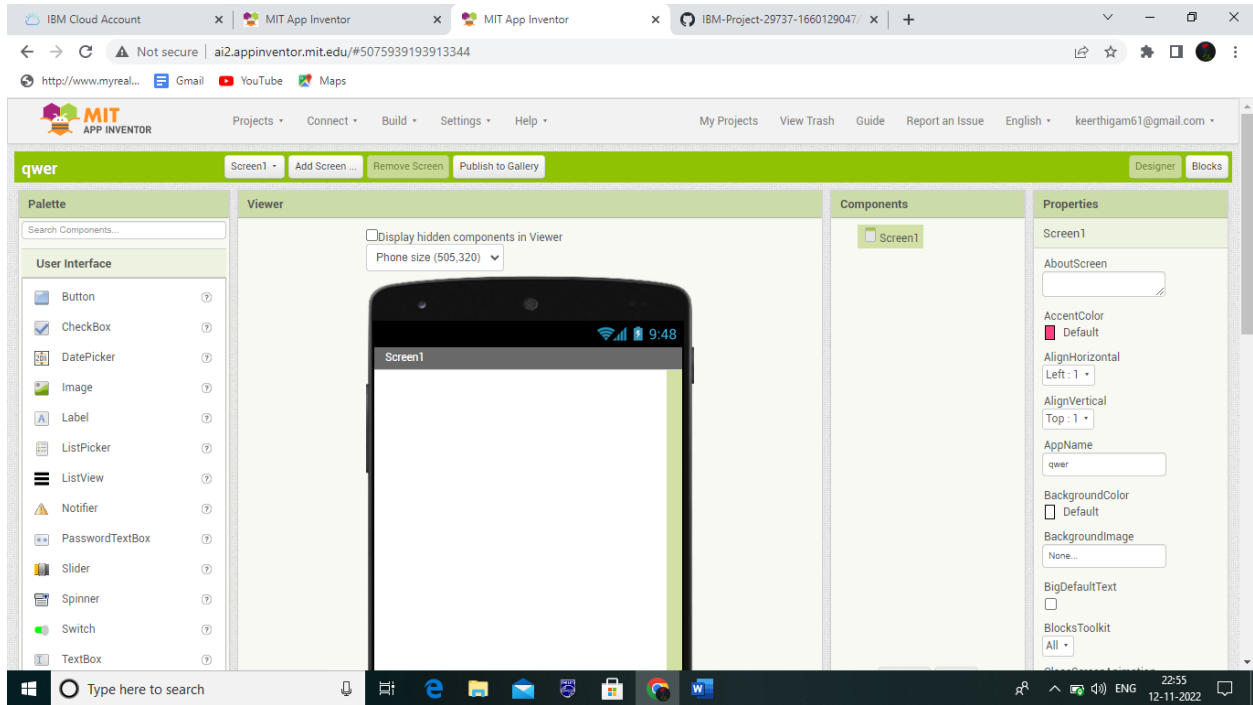 IBM Cloud Account
MIT App Inventor
MIT App Inventor
IBM-Project-29737-1660129047/
Not secure | ai2.appinventor.mit.edu/#5075939193913344
http://www.myreal... Gmail YouTube Maps
MIT
APP INVENTOR
Projects Connect Build Settings Help My Projects View Trash Guide Report an Issue English keerthigam61@gmail.com
qwer Screen1 Add Screen ... Remove Screen Publish to Gallery Designer Blocks
Palette
Search Components...
User Interface
Button
CheckBox
DatePicker
Image
Label
ListPicker
ListView
Notifier
PasswordTextBox
Slider
Spinner
Switch
TextBox
Viewer
Display hidden components in Viewer
Phone size (505,320)
9:48
Screen1
Components
Screen1
Properties
Screen1
AboutScreen
AccentColor
Default
AlignHorizontal
Left : 1
AlignVertical
Top : 1
AppName
qwer
BackgroundColor
Default
BackgroundImage
None...
BigDefaultText
BlocksToolkit
All
Type here to search
ENG
22:55
12-11-2022